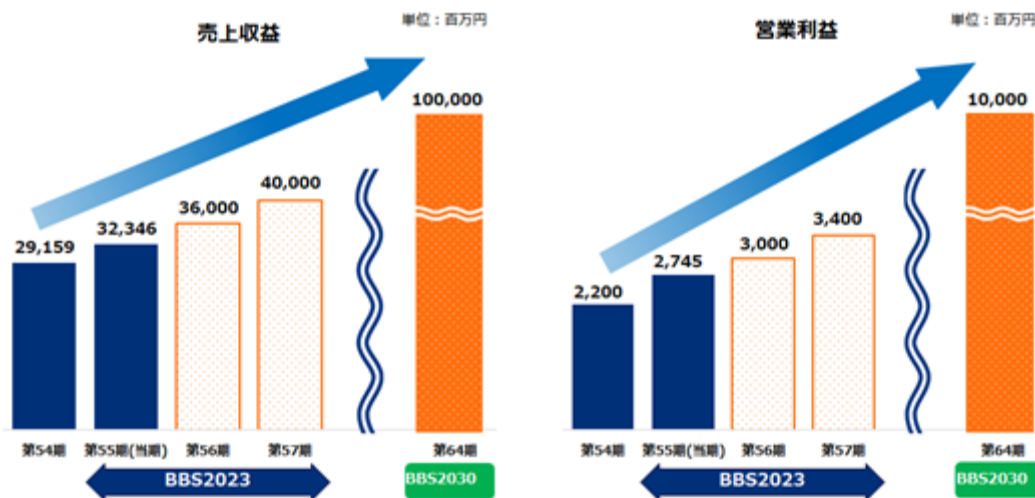 売上収益
単位：百万円
100,000
40,000
36,000
32,346
29,159
第54期
第55期(当期)
第56期
第57期
第64期
BBS2023
BBS2030
営業利益
単位：百万円
10,000
3,400
3,000
2,745
2,200
第54期
第55期(当期)
第56期
第57期
第64期
BBS2023
BBS2030